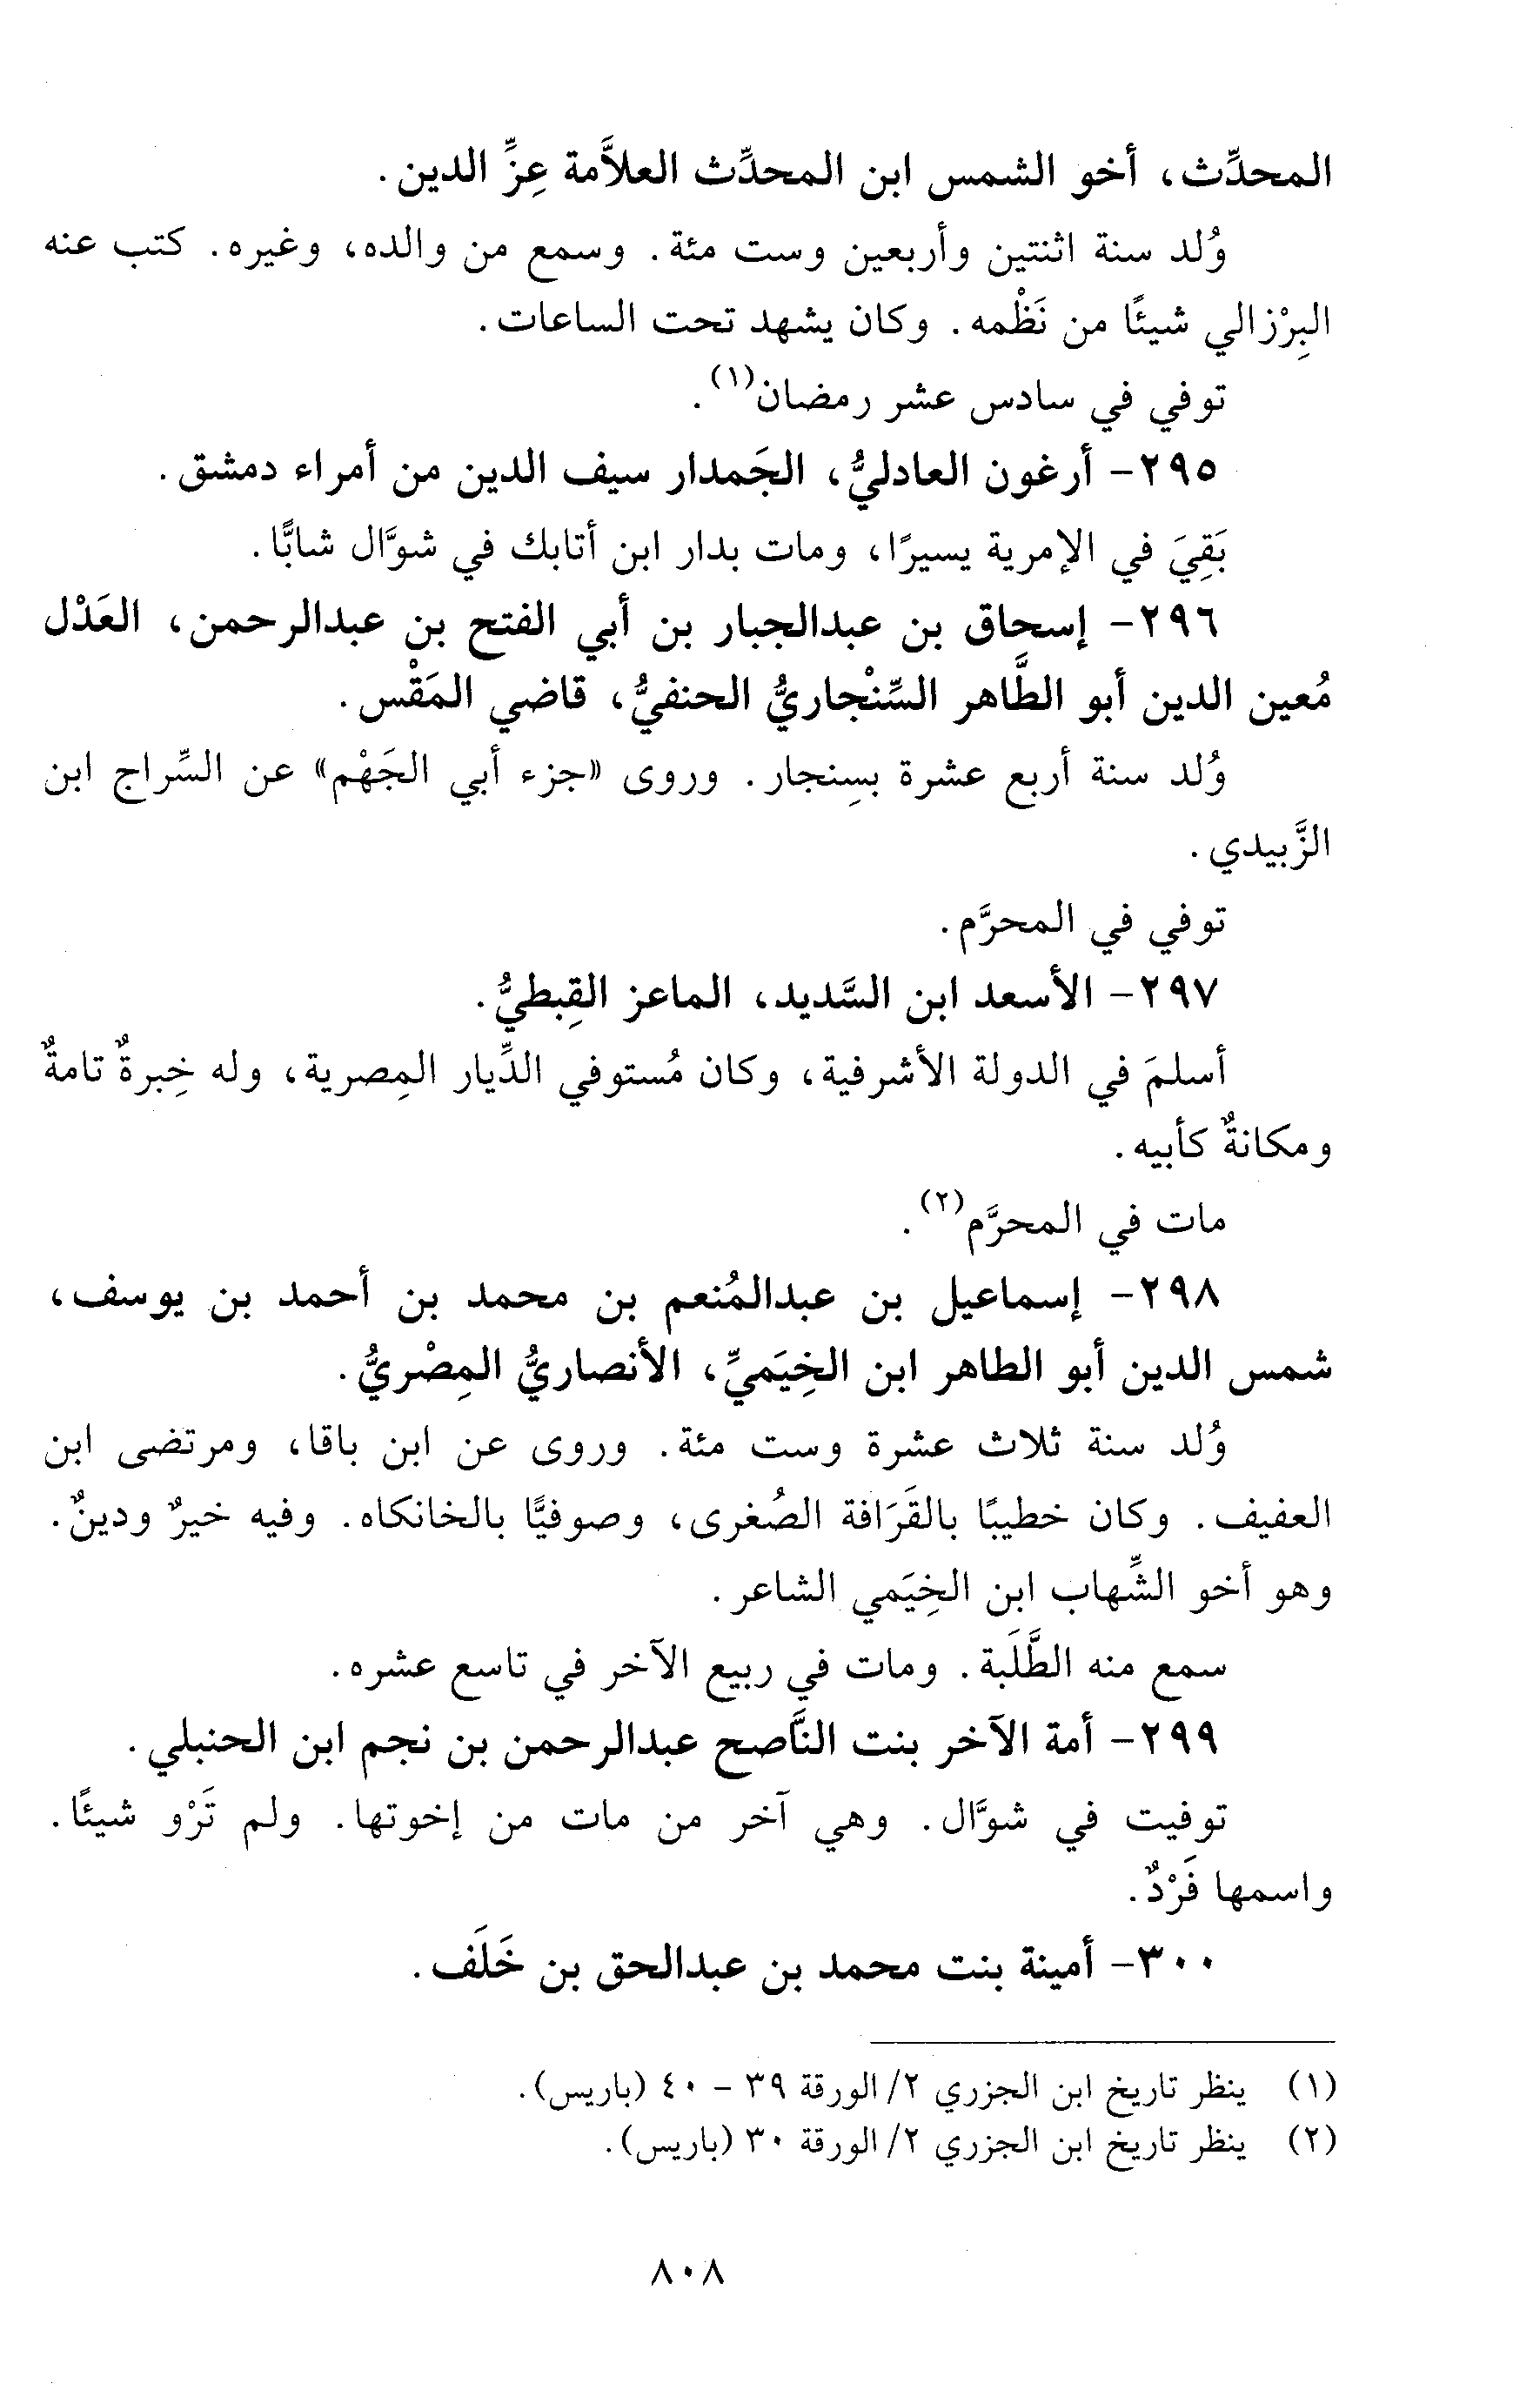 المحدِّث، أخو الشمس ابن المحدِّث العلاَّمة عِزِّ الدين.
وُلد سنة اثنتين وأربعين وست مئة. وسمع من والده، وغيره. كتب عنه
البِرْزالي شيئًا من نَظْمه. وكان يشهد تحت الساعات.
توفي في سادس عشر رمضان(١).
٢٩٥- أرغون العادليُّ، الجَمدار سيف الدين من أمراء دمشق.
بَقِيَ في الإمرية يسيرًا، ومات بدار ابن أتابك في شوَّال شابًّا.
٢٩٦- إسحاق بن عبدالجبار بن أبي الفتح بن عبدالرحمن، العَدْل
مُعين الدين أبو الطَّاهر السِّنْجاريُّ الحنفيُّ، قاضي المَقْس.
وُلد سنة أربع عشرة بسِنجار. وروى «جزء أبي الجَهْم» عن السِّراج ابن
الزَّبيدي.
توفي في المحرَّم.
٢٩٧- الأسعد ابن السَّديد، الماعز القِبطيُّ.
أسلمَ في الدولة الأشرفية، وكان مُستوفي الدِّيار المِصرية، وله خِبرةٌ تامةٌ
ومكانةٌ كأبيه.
مات في المحرَّم(٢).
٢٩٨- إسماعيل بن عبدالمُنعم بن محمد بن أحمد بن يوسف،
شمس الدين أبو الطاهر ابن الخِيَميِّ، الأنصاريُّ المِصْريُّ.
وُلد سنة ثلاث عشرة وست مئة. وروى عن ابن باقا، ومرتضى ابن
العفيف. وكان خطيبًا بالقَرَافة الصُغرى، وصوفيًّا بالخانكاه. وفيه خيرٌ ودينٌ.
وهو أخو الشِّهاب ابن الخِيَمي الشاعر.
سمع منه الطَّلَبة. ومات في ربيع الآخر في تاسع عشره.
٢٩٩- أمة الآخر بنت النَّاصح عبدالرحمن بن نجم ابن الحنبلي.
توفيت في شوَّال. وهي آخر من مات من إخوتها. ولم تَرْو شيئًا.
واسمها فَرْدٌ.
٣٠٠- أمينة بنت محمد بن عبدالحق بن خَلَف.
(١) ينظر تاريخ ابن الجزري ٢/ الورقة ٣٩ - ٤٠ (باريس).
(٢) ينظر تاريخ ابن الجزري ٢/ الورقة ٣٠ (باريس).
٨٠٨